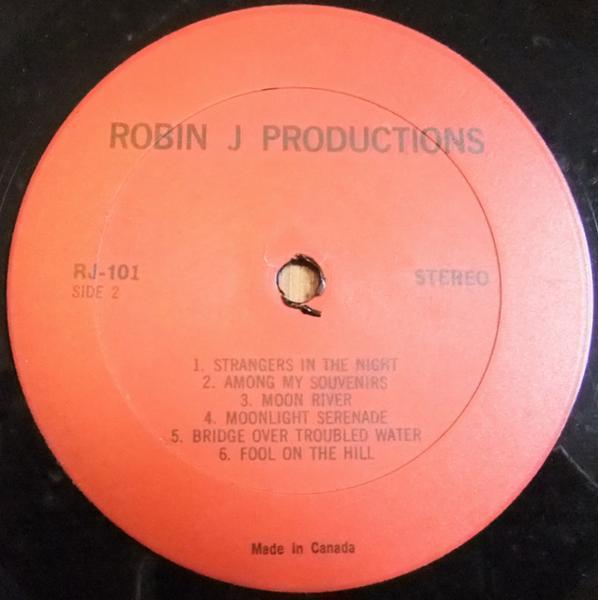 ROBIN J PRODUCTIONS
RJ-101
SIDE 2
STEREO
1. STRANGERS IN THE NIGHT
2. AMONG MY SOUVENIRS
3. MOON RIVER
4. MOONLIGHT SERENADE
5. BRIDGE OVER TROUBLED WATER
6. FOOL ON THE HILL
Made in Canada